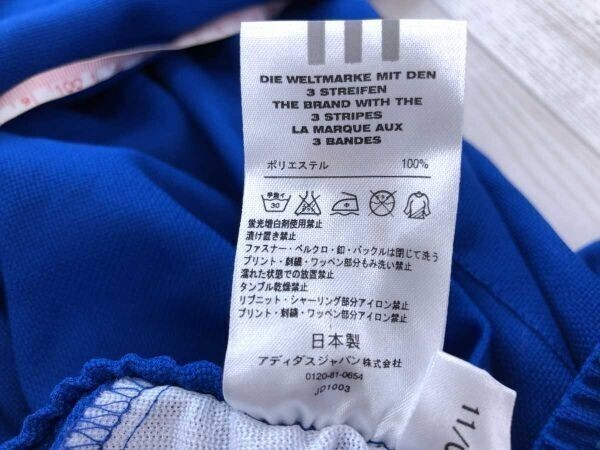 DIE WELTMARKE MIT DEN
3 STREIFEN
THE BRAND WITH THE
3 STRIPES
LA MARQUE AUX
3 BANDES
ポリエステル 100%
手洗イ
30
中
蛍光増白剤使用禁止
漬け置き禁止
ファスナー・ベルクロ・釦・バックルは閉じて洗う
プリント・刺繍・ワッペン部分もみ洗い禁止
濡れた状態での放置禁止
タンブル乾燥禁止
リブニット・シャーリング部分アイロン禁止
プリント・刺繍・ワッペン部分アイロン禁止
日本製
アディダスジャパン株式会社
0120-81-0654
JD1003
11/0
100